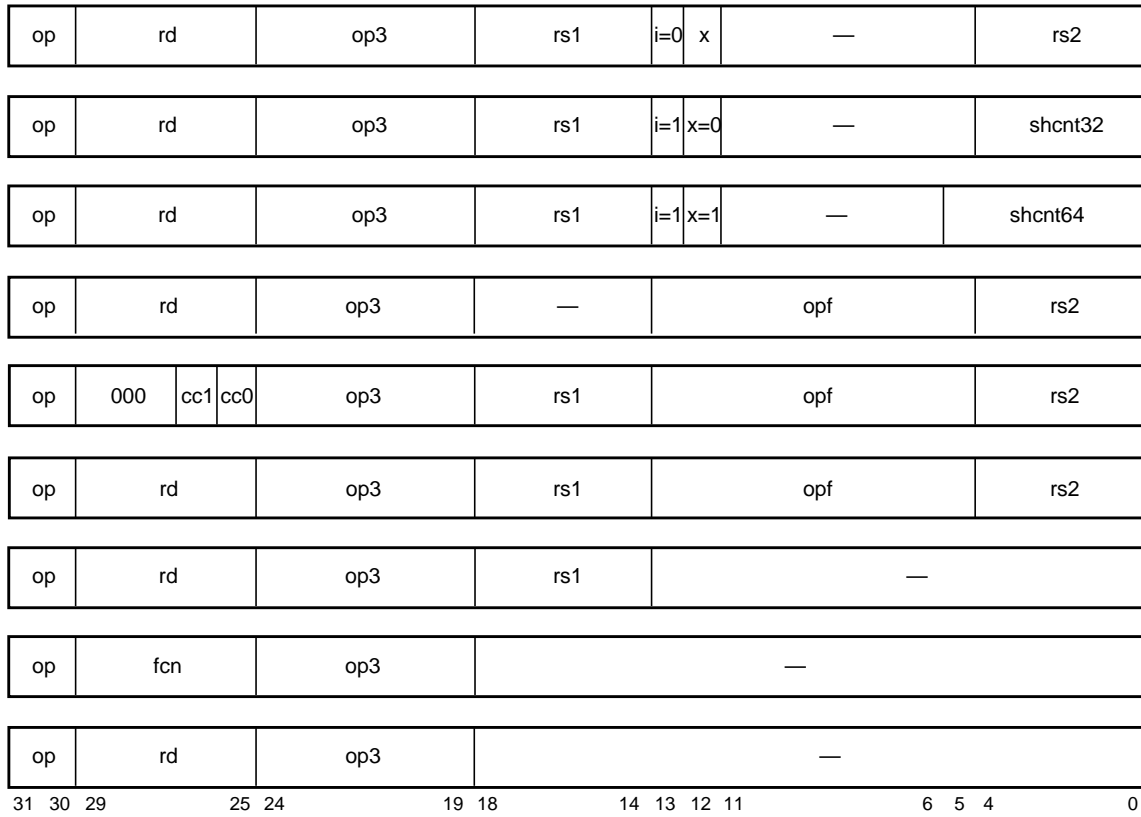 op rd op3 rs1 i=0 x — rs2
op rd op3 rs1 i=1 x=0 — shcnt32
op rd op3 rs1 i=1 x=1 — shcnt64
op rd op3 — opf rs2
op 000 cc1 cc0 op3 rs1 opf rs2
op rd op3 rs1 opf rs2
op rd op3 rs1 —
op fcn op3 —
op rd op3 —
31 30 29 25 24 19 18 14 13 12 11 6 5 4 0